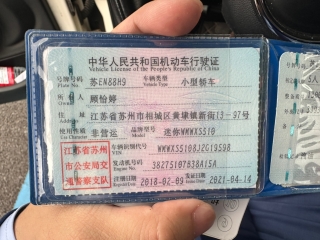 中华人民共和国机动车行驶证
Vehicle License of the People's Republic of China
号牌号码 苏EN88H9 车辆类型 小型轿车
Plate No. Vehicle Type
所有人 顾怡婷
Owner
住址 江苏省苏州市相城区黄埭镇新街13-97号
Address
使用性质 非营运 品牌型号 迷你WMWXS510
Use Character Model
江苏省苏州市公安局交通警察支队
车辆识别代号 WMWXS5108J2G19598
VIN
发动机号码 38275107B38A15A
Engine No.
注册日期 2018-02-09 发证日期 2021-04-14
Register Date Issue Date